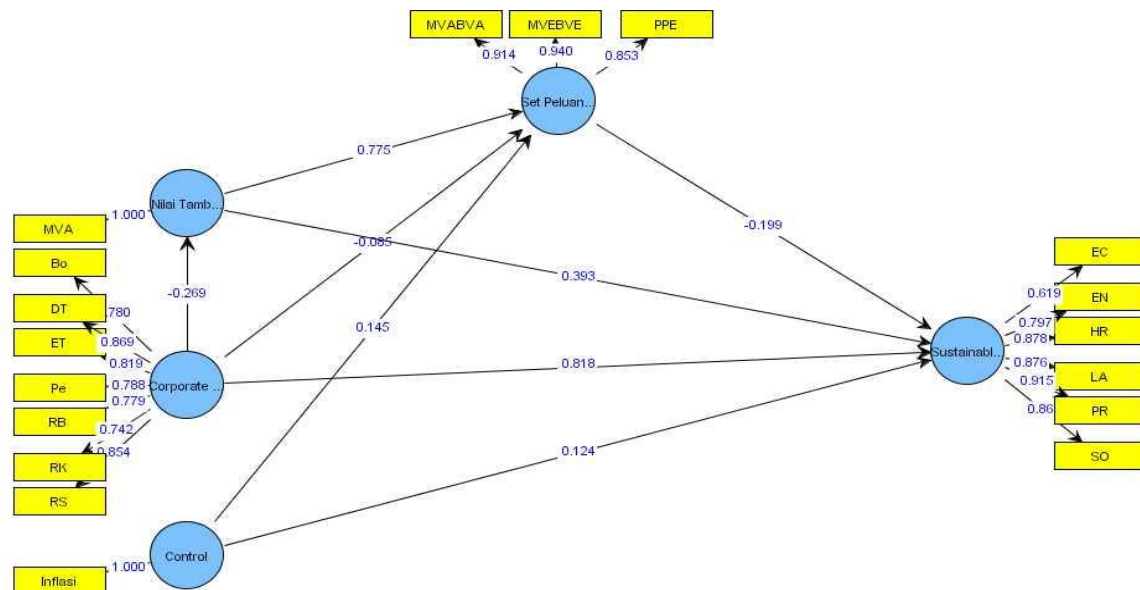 MVABVA
MVEBVE
PPE
0.914
0.940
0.853
Set Peluan...
0.775
Nilai Tamb...
1.000
MVA
Bo
-0.085
-0.199
EC
-0.269
0.393
0.619
EN
DT
.780
0.797
ET
0.869
0.145
0.878
HR
0.819
Sustainabl...
0.876
LA
Pe
0.788
Corporate ...
0.818
0.915
RB
0.779
0.86
PR
0.742
0.124
SO
RK
0.854
RS
Control
1.000
Inflasi